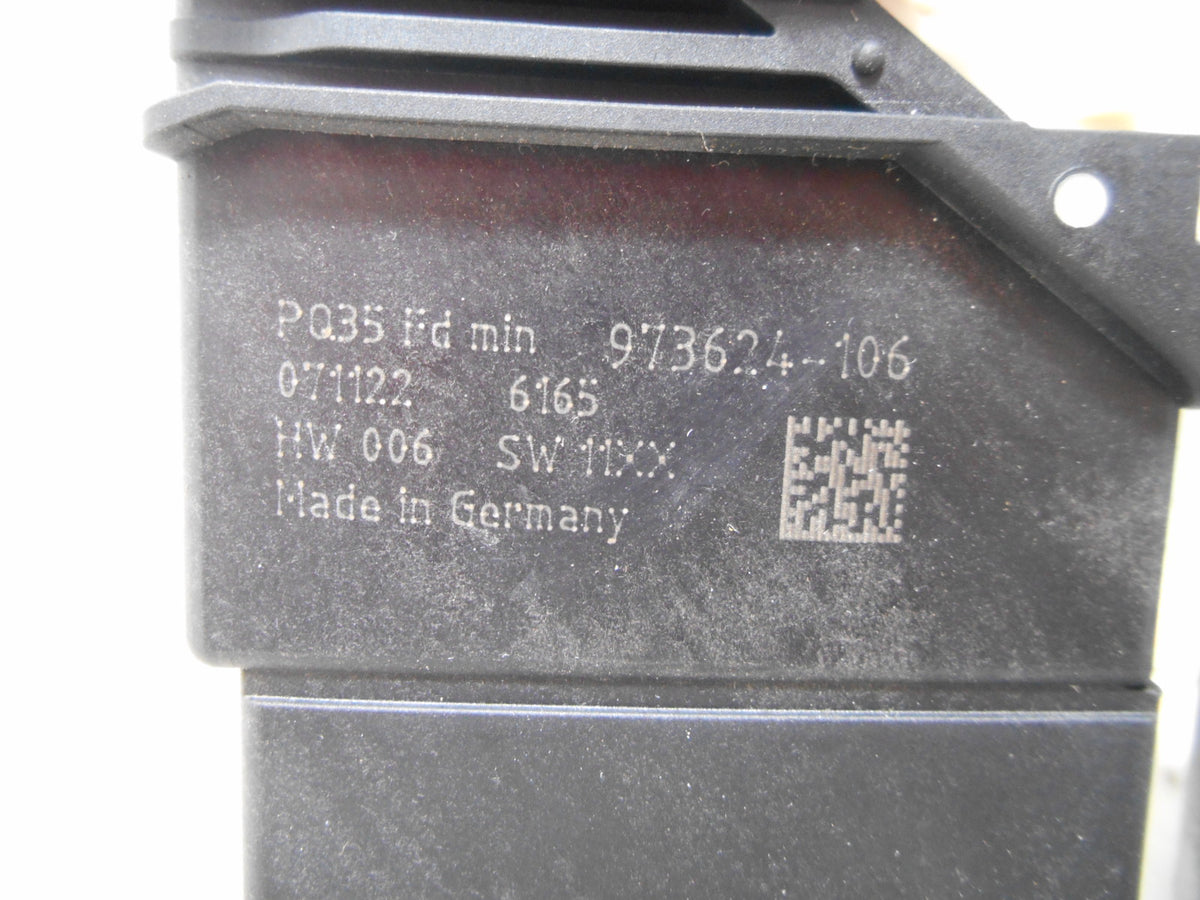 PQ35 Fd min 973624-106
071122 6165
HW 006 SW 11XX
Made in Germany